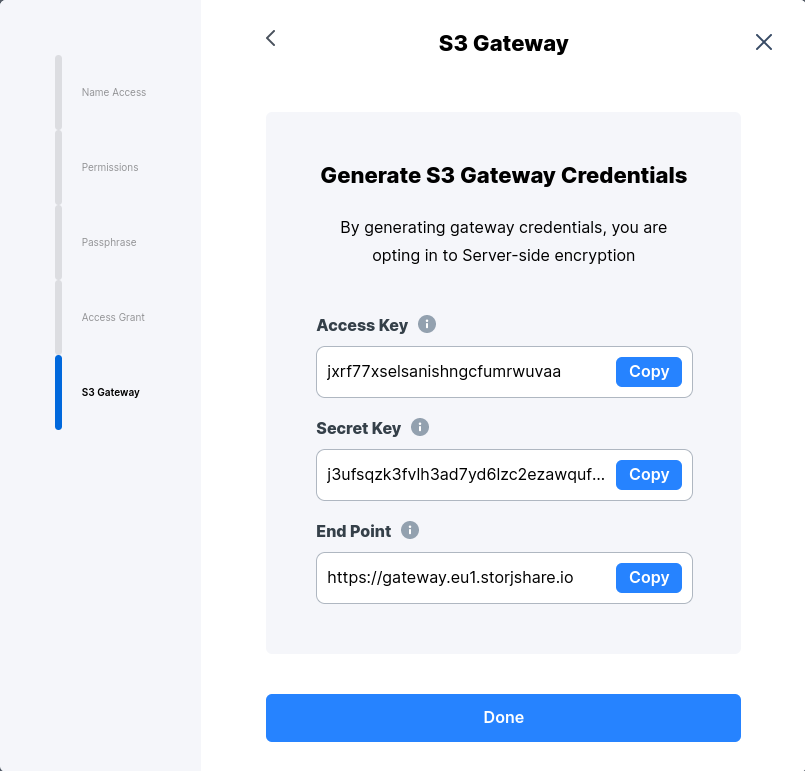 S3 Gateway
Name Access
Permissions
Passphrase
Access Grant
S3 Gateway
Generate S3 Gateway Credentials
By generating gateway credentials, you are
opting in to Server-side encryption
Access Key
jxrf77xselsanishngcfumrwuvaa Copy
Secret Key
j3ufsqzk3fvlh3ad7yd6lzc2ezawquf... Copy
End Point
https://gateway.eu1.storjshare.io Copy
Done